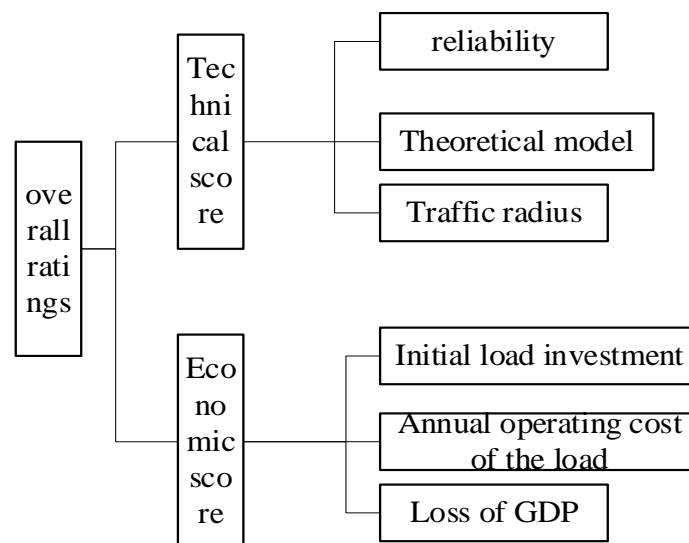 ove
rall
rati
ngs
Tec
hni
cal
sco
re
reliability
Theoretical model
Traffic radius
Eco
no
mic
sco
re
Initial load investment
Annual operating cost
of the load
Loss of GDP